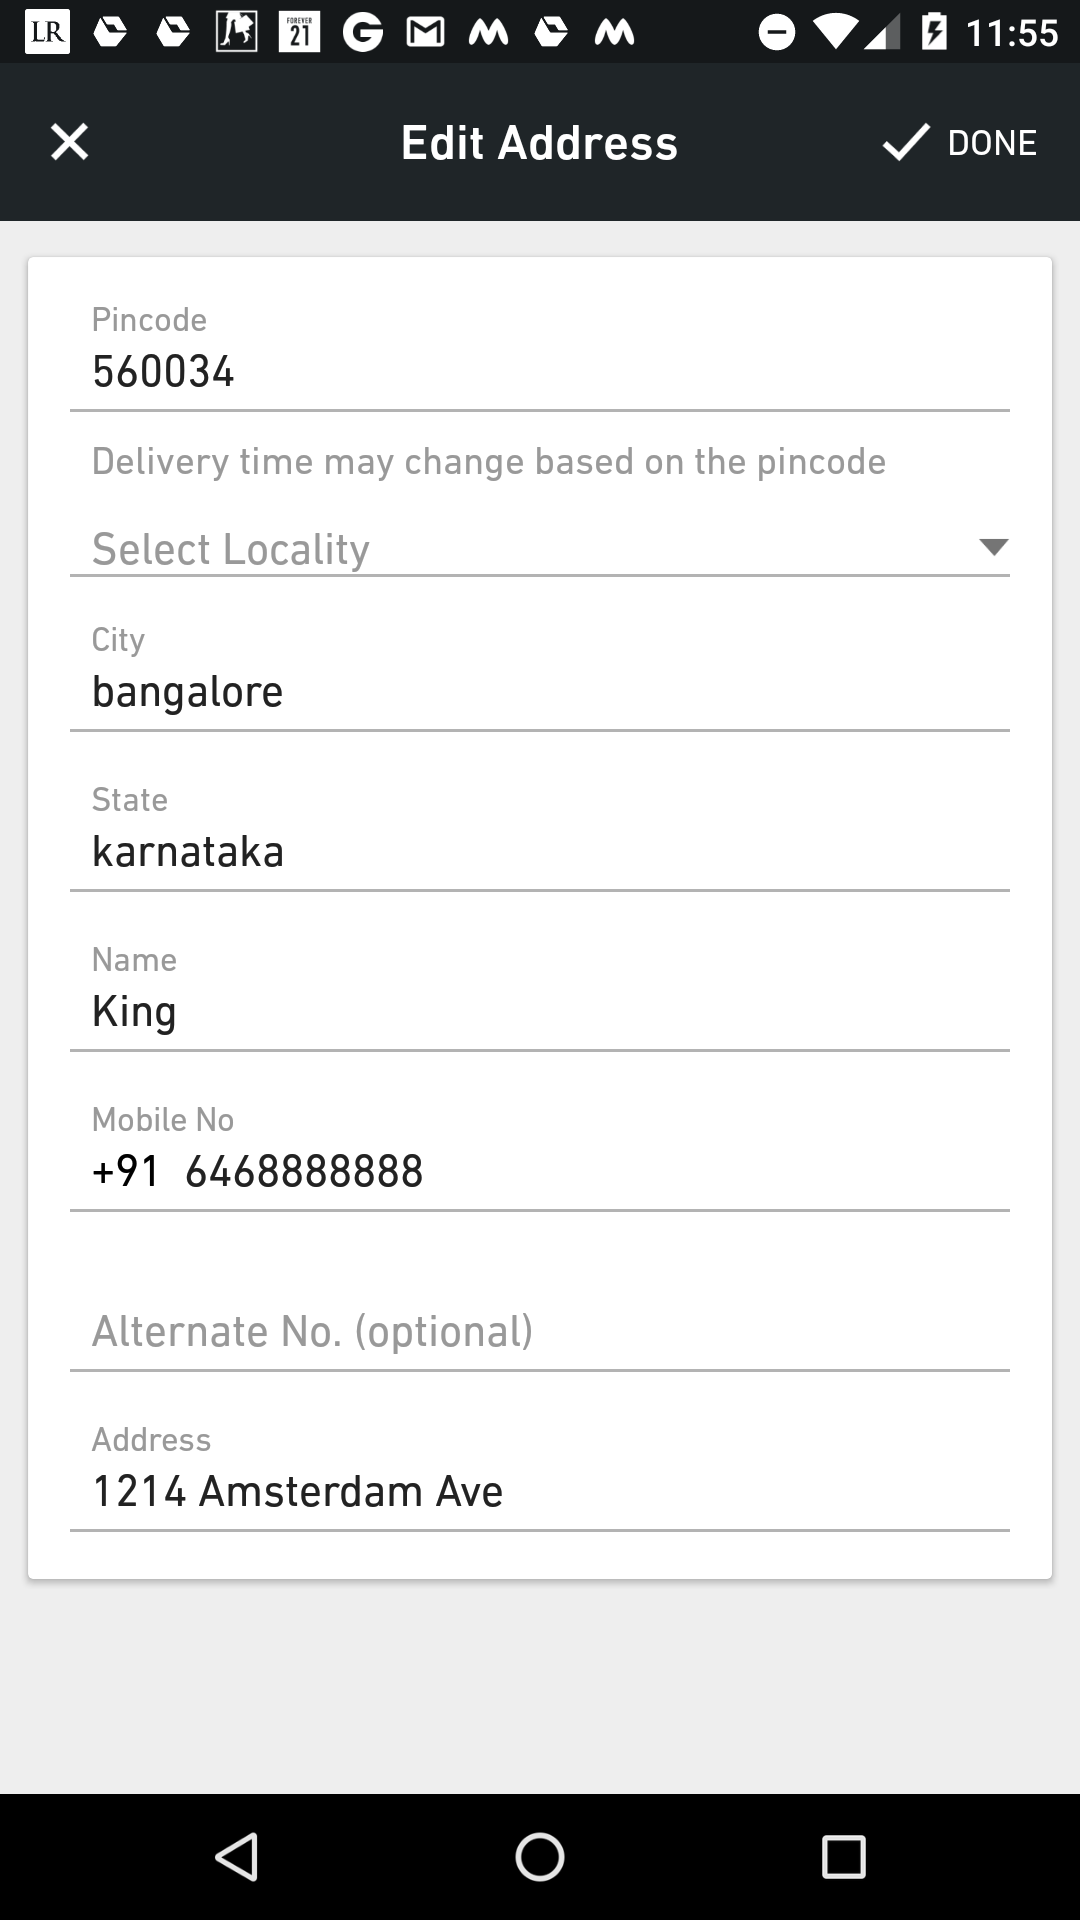 LR FOREVER 21 G 11:55
Edit Address DONE
Pincode
560034
Delivery time may change based on the pincode
Select Locality
City
bangalore
State
karnataka
Name
King
Mobile No
+91 6468888888
Alternate No. (optional)
Address
1214 Amsterdam Ave